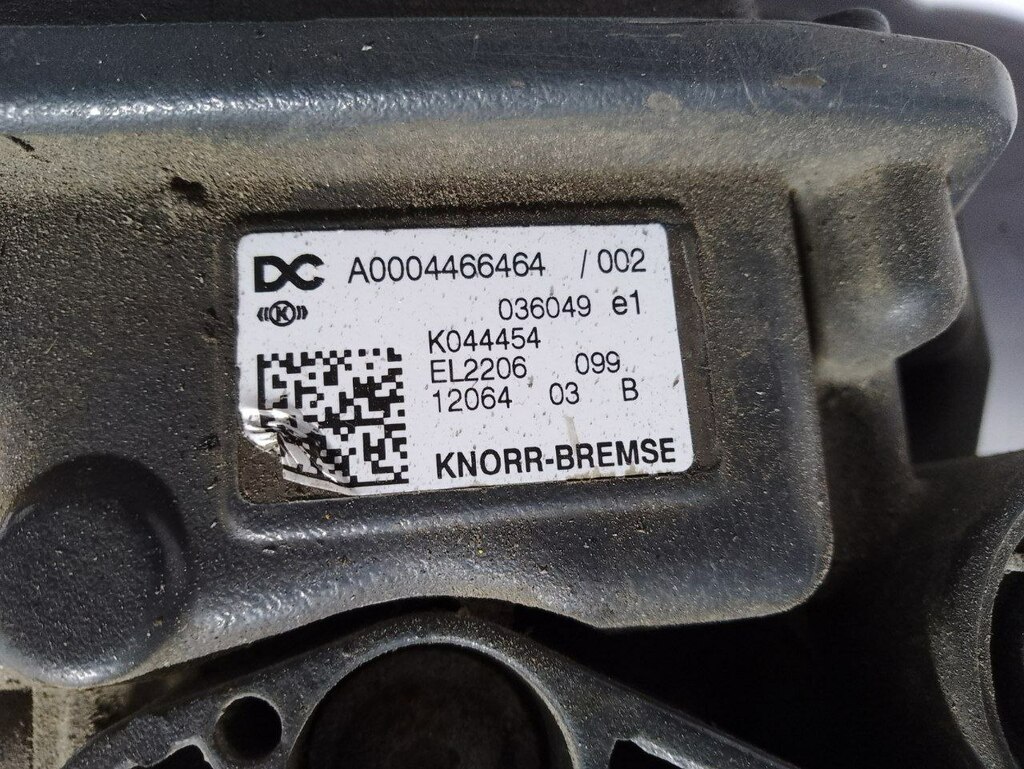 DC A0004466464 /002
K 036049 e1
K044454
EL2206 099
12064 03 B
KNORR-BREMSE